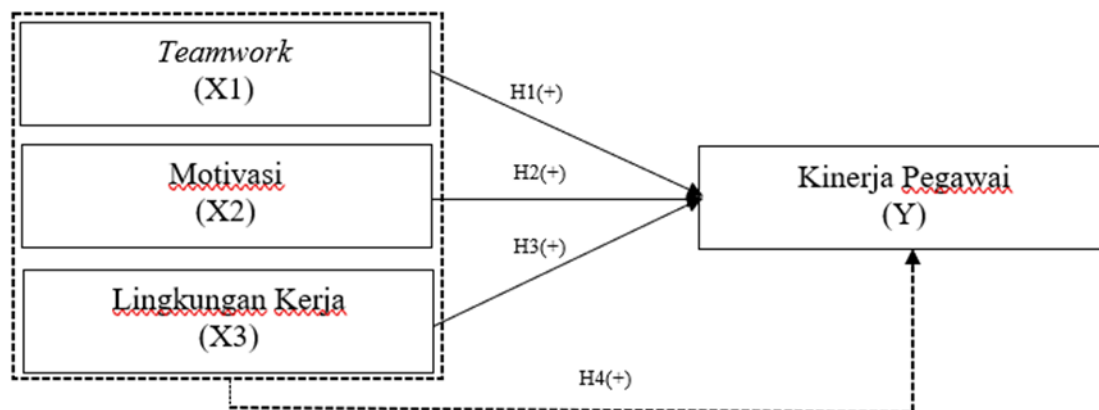 Teamwork
(X1)
H1(+)
Motivasi
(X2)
H2(+)
Kinerja Pegawai
(Y)
H3(+)
Lingkungan Kerja
(X3)
H4(+)